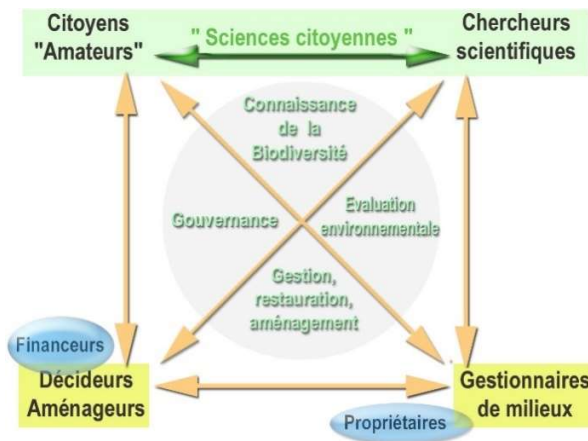 Citoyens
"Amateurs"
" Sciences citoyennes "
Chercheurs
scientifiques
Connaissance
de la
Biodiversité
Gouvernance
Evaluation
environnementale
Gestion,
restauration,
aménagement
Financeurs
Décideurs
Aménageurs
Propriétaires
Gestionnaires
de milieux